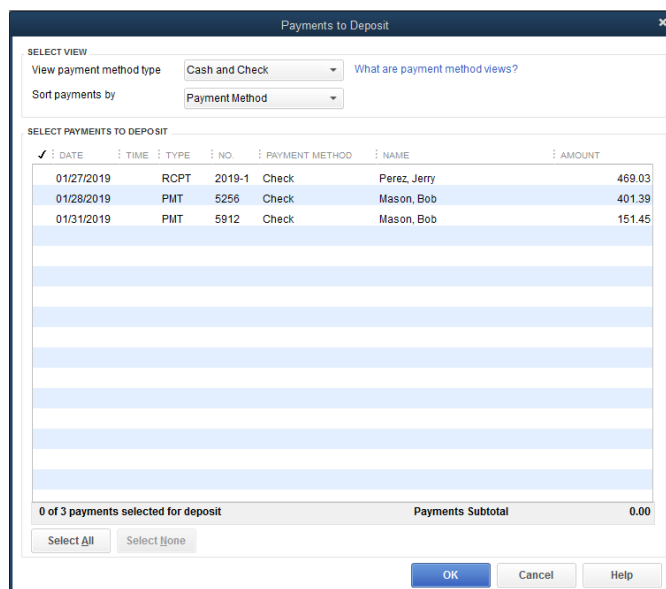 Payments to Deposit
SELECT VIEW
View payment method type Cash and Check What are payment method views?
Sort payments by Payment Method
SELECT PAYMENTS TO DEPOSIT
✓ DATE TIME TYPE NO. PAYMENT METHOD NAME AMOUNT
01/27/2019 RCPT 2019-1 Check Perez, Jerry 469.03
01/28/2019 PMT 5256 Check Mason, Bob 401.39
01/31/2019 PMT 5912 Check Mason, Bob 151.45
0 of 3 payments selected for deposit Payments Subtotal 0.00
Select All Select None
OK Cancel Help